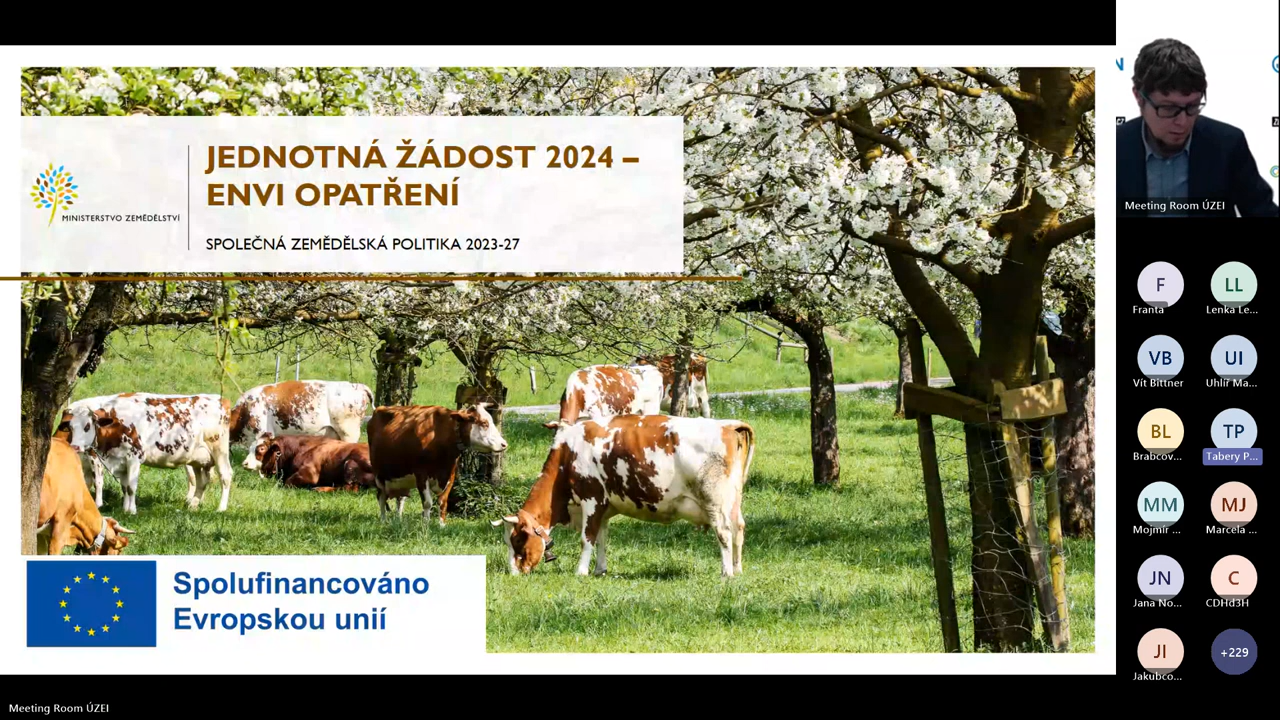 JEDNOTNÁ ŽÁDOST 2024 –
ENVI OPATŘENÍ
MINISTERSTVO ZEMĚDĚLSTVÍ
SPOLEČNÁ ZEMĚDĚLSKÁ POLITIKA 2023-27
Spolufinancováno
Evropskou unií
N
Meeting Room ÚZEI
F
Franta
LL
Lenka Le...
VB
Vít Bittner
UI
Uhlíř Ma...
BL
Brabcov...
TP
Tabery P...
MM
Mojmír ...
MJ
Marcela ...
JN
Jana No...
C
CDHd3H
JI
Jakubco...
+229
Meeting Room ÚZEI